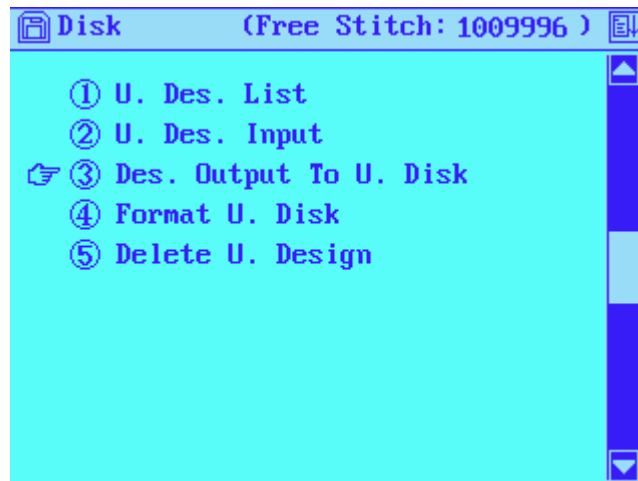 Disk (Free Stitch: 1009996 )
① U. Des. List
② U. Des. Input
③ Des. Output To U. Disk
④ Format U. Disk
⑤ Delete U. Design